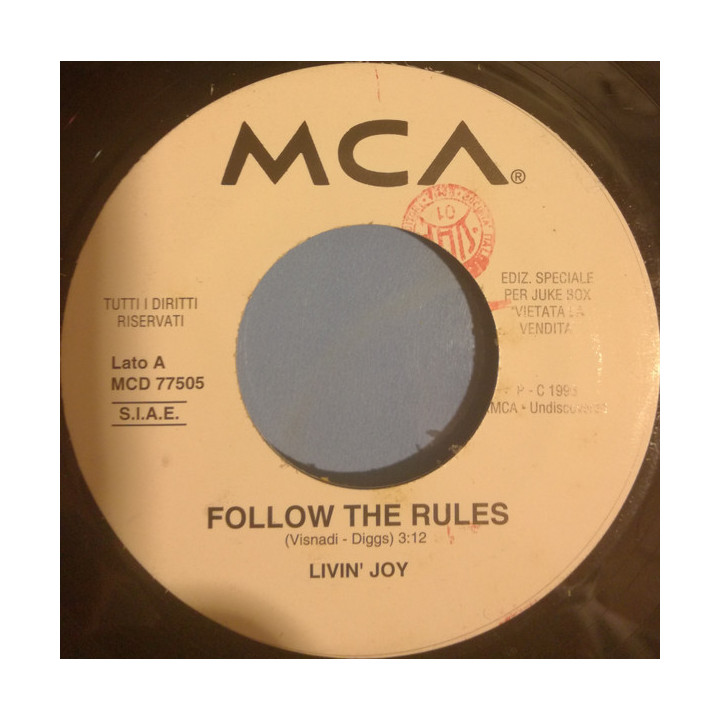 MCA®
TUTTI I DIRITTI
RISERVATI
EDIZ. SPECIALE
PER JUKE BOX
"VIETATA LA
VENDITA
Lato A
MCD 77505
S.I.A.E.
P - C
MCA -
FOLLOW THE RULES
(Visnadi - Diggs) 3:12
LIVIN' JOY